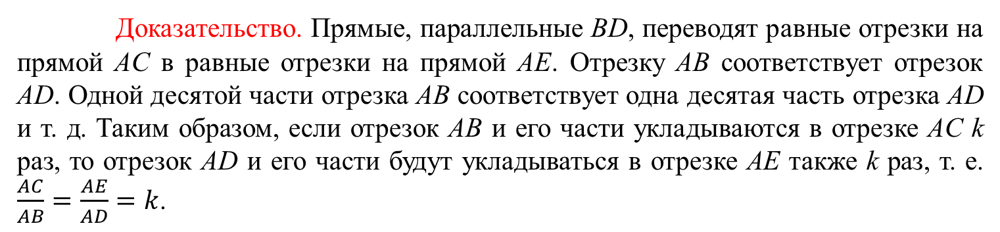 Доказательство. Прямые, параллельные BD, переводят равные отрезки на
прямой AC в равные отрезки на прямой AE. Отрезку AB соответствует отрезок
AD. Одной десятой части отрезка AB соответствует одна десятая часть отрезка AD
и т. д. Таким образом, если отрезок AB и его части укладываются в отрезке AC k
раз, то отрезок AD и его части будут укладываться в отрезке AE также k раз, т. е.
AC/AB = AE/AD = k.